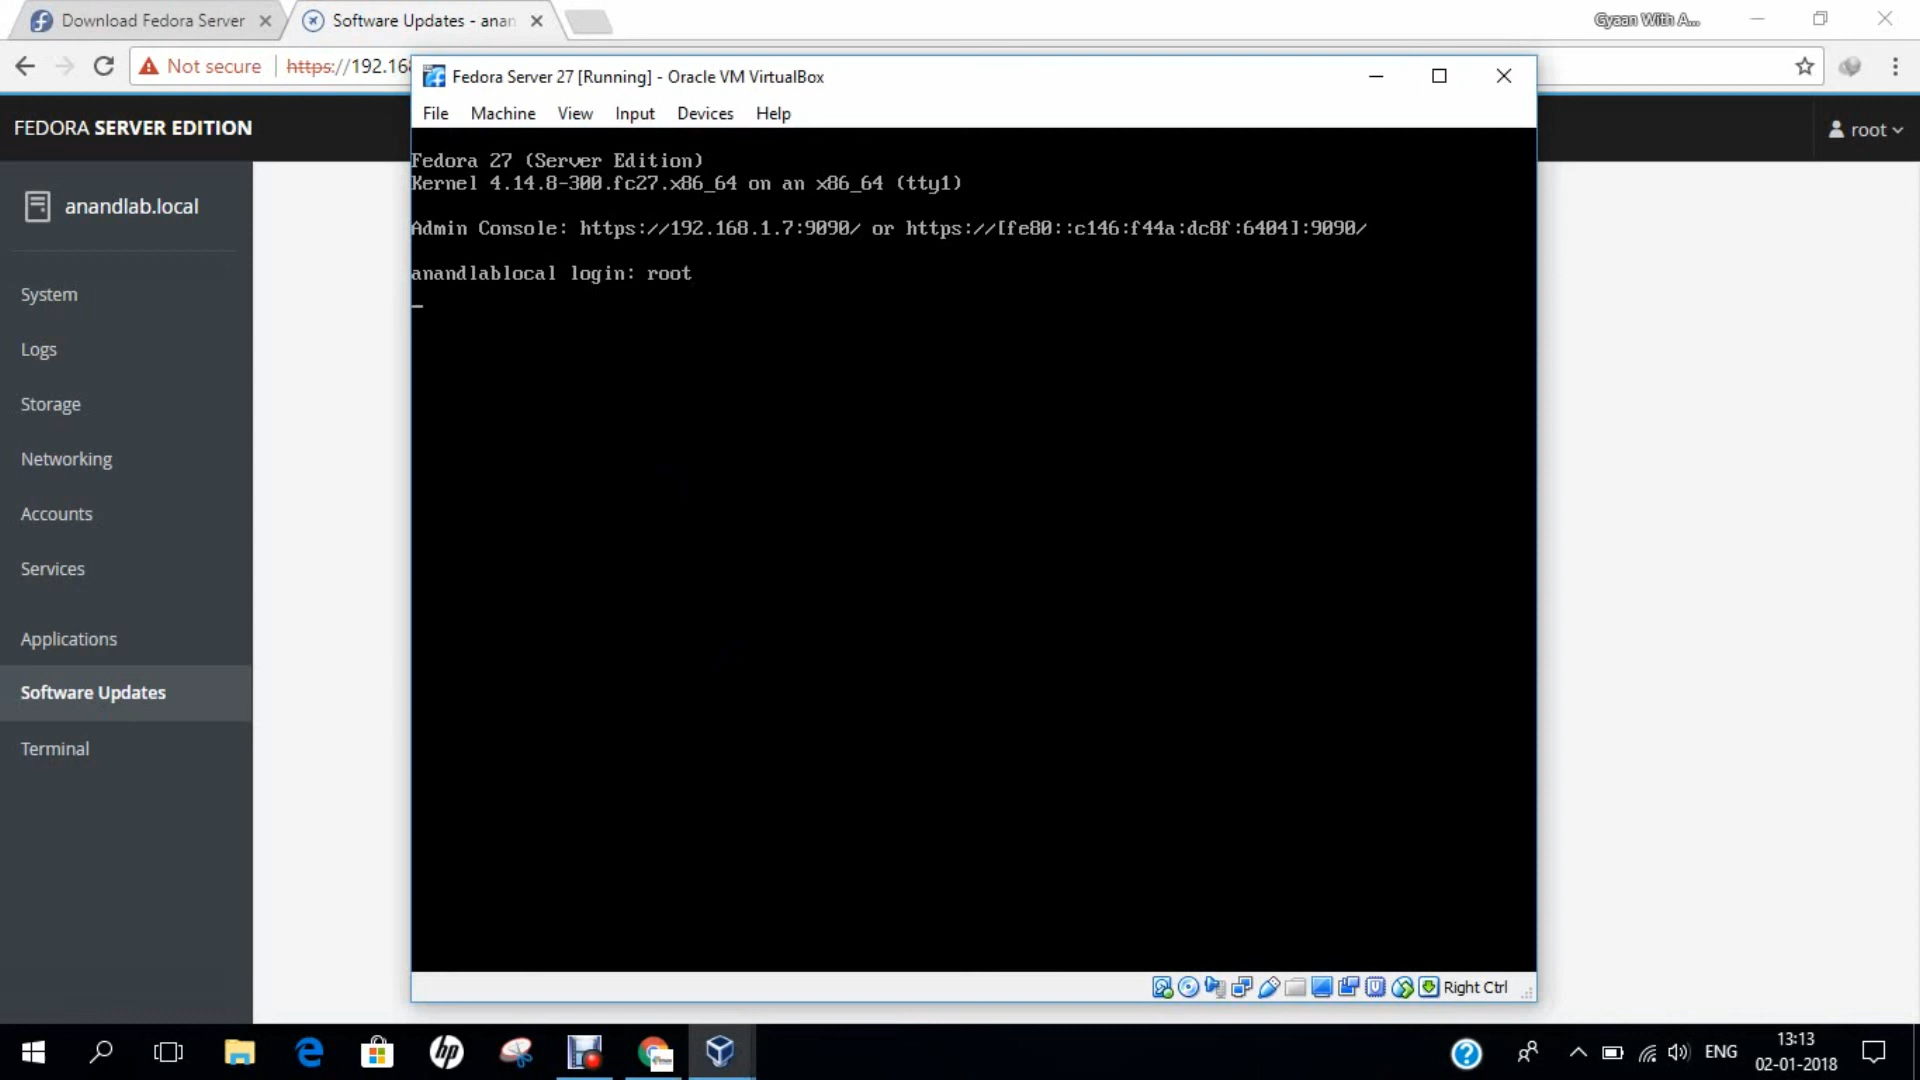 Download Fedora Server
Software Updates - anan
Gyaan With A...
Not secure
https://192.168
Fedora Server 27 [Running] - Oracle VM VirtualBox
File Machine View Input Devices Help
FEDORA SERVER EDITION
root
anandlab.local
System
Logs
Storage
Networking
Accounts
Services
Applications
Software Updates
Terminal
Fedora 27 (Server Edition)
Kernel 4.14.8-300.fc27.x86_64 on an x86_64 (tty1)
Admin Console: https://192.168.1.7:9090/ or https://[fe80::c146:f44a:dc8f:6404]:9090/
anandlablocal login: root
Right Ctrl
hp
ENG
13:13
02-01-2018